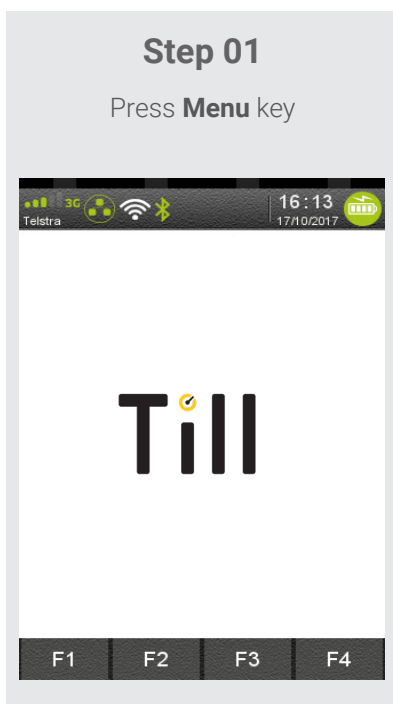 Step 01
Press Menu key
3G 16:13
Telstra 17/10/2017
Till
F1 F2 F3 F4